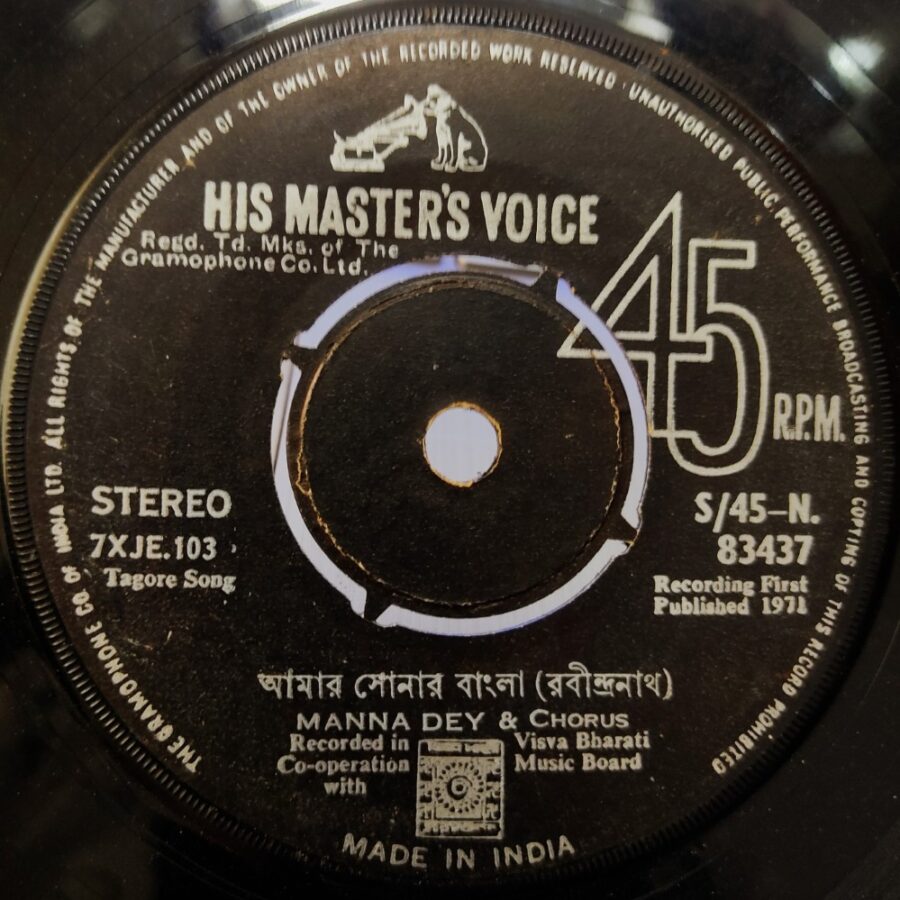 THE GRAMOPHONE CO. OF INDIA LTD. ALL RIGHTS OF THE MANUFACTURER AND OF THE OWNER OF THE RECORDED WORK RESERVED · UNAUTHORISED PUBLIC PERFORMANCE BROADCASTING AND COPYING OF THIS RECORD PROHIBITED
HIS MASTER'S VOICE
Regd. Td. Mks. of The
Gramophone Co. Ltd.
45 R.P.M.
STEREO
7XJE.103
Tagore Song
S/45-N.
83437
Recording First
Published 1971
আমার সোনার বাংলা (রবীন্দ্রনাথ)
MANNA DEY & CHORUS
Recorded in Visva Bharati
Co-operation Music Board
with
MADE IN INDIA